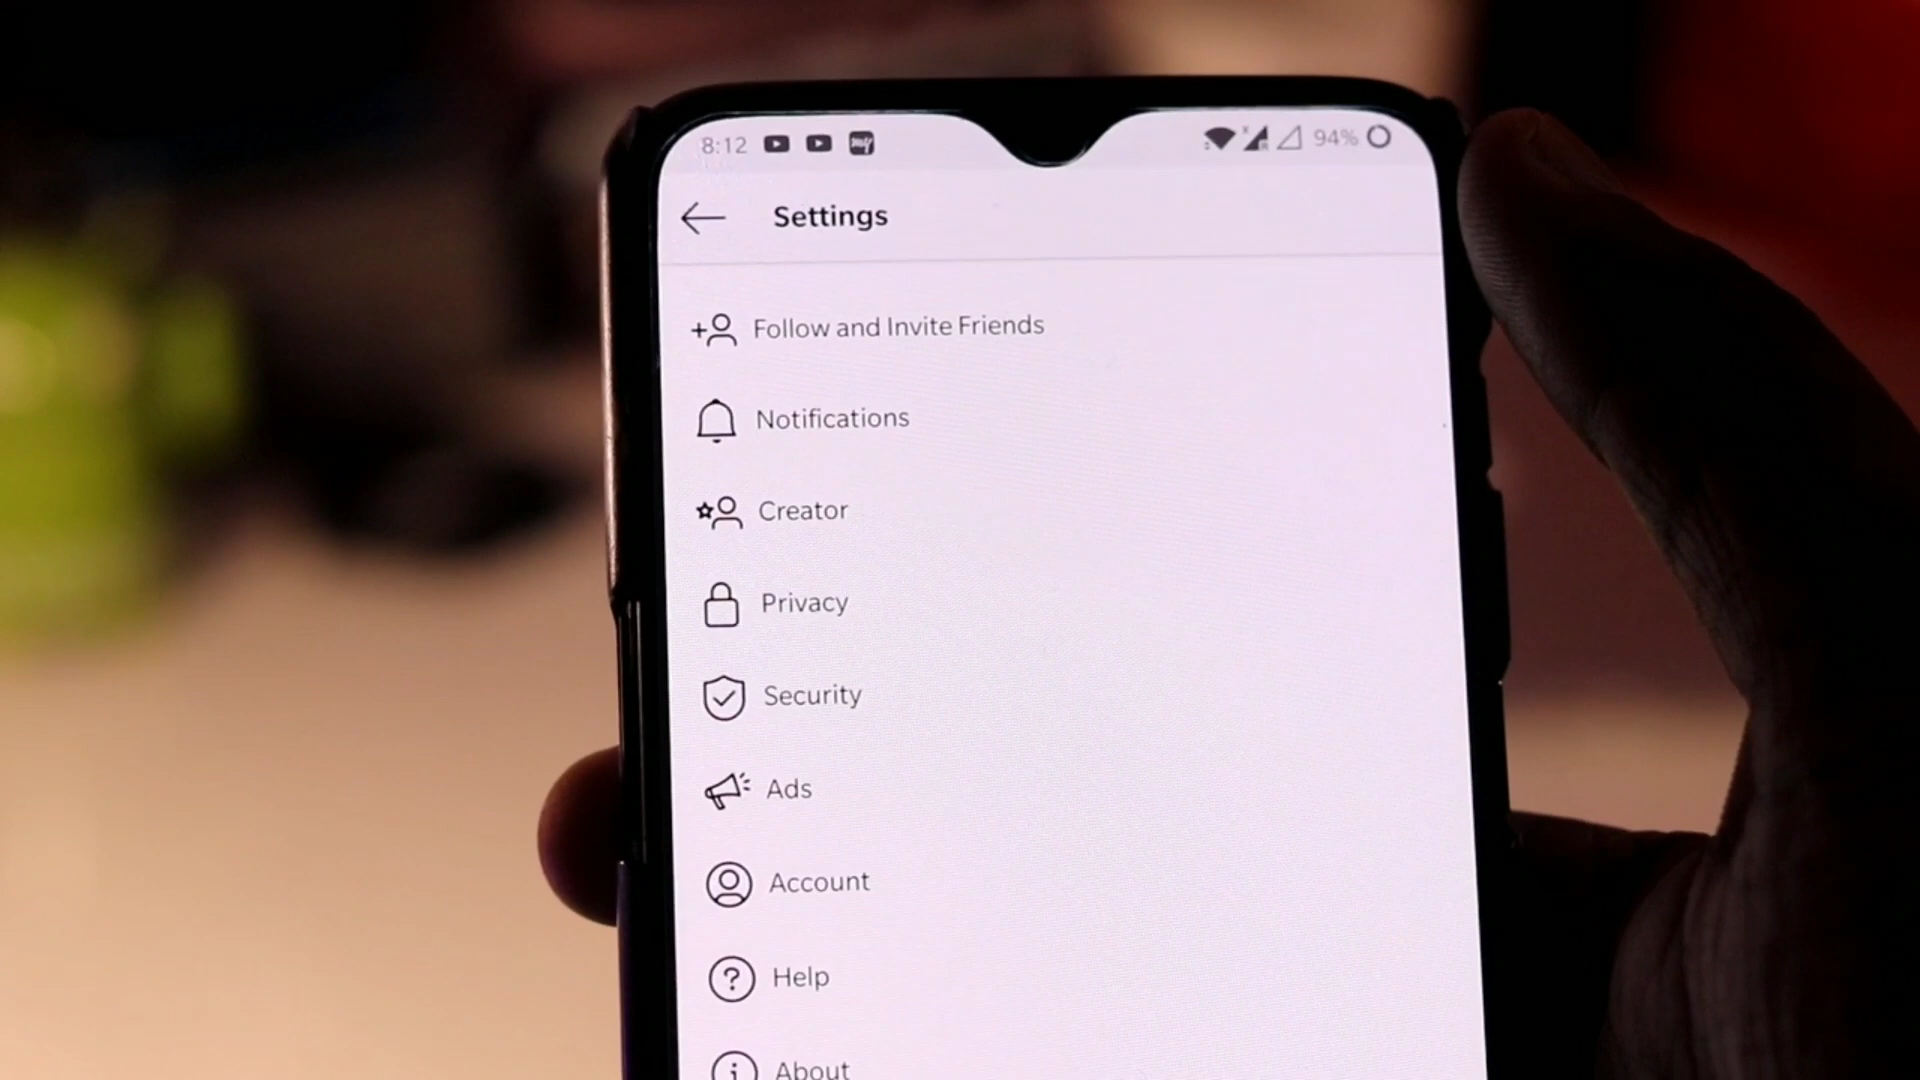 8:12 94%
Settings
Follow and Invite Friends
Notifications
Creator
Privacy
Security
Ads
Account
Help
About